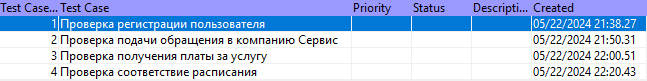 Test Case... Test Case Priority Status Descripti... Created
1 Проверка регистрации пользователя 05/22/2024 21:38.27
2 Проверка подачи обращения в компанию Сервис 05/22/2024 21:50.31
3 Проверка получения платы за услугу 05/22/2024 22:00.51
4 Проверка соответствие расписания 05/22/2024 22:20.43